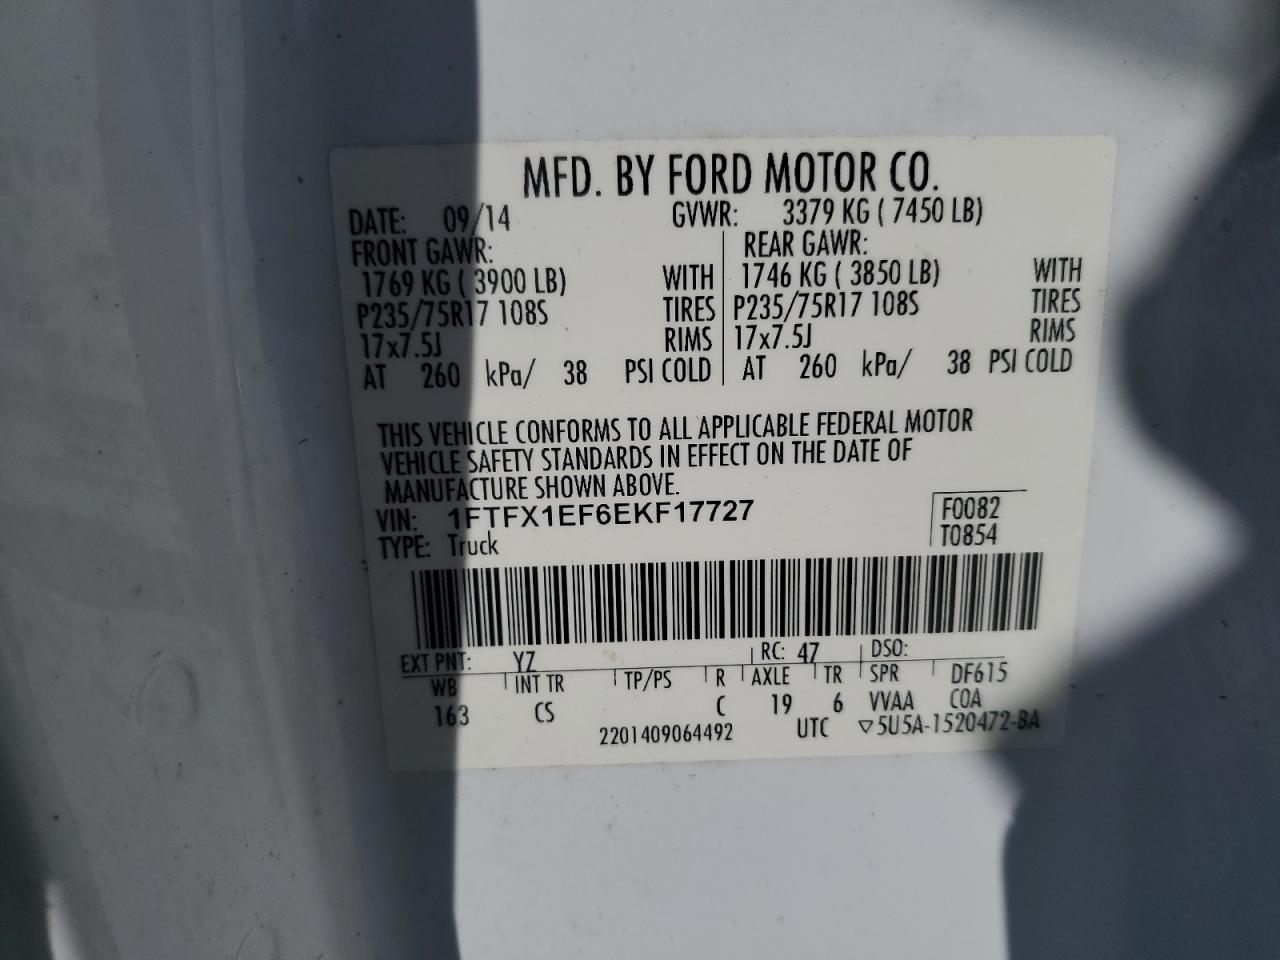 MFD. BY FORD MOTOR CO.
DATE: 09/14 GVWR: 3379 KG ( 7450 LB)
FRONT GAWR: REAR GAWR:
1769 KG ( 3900 LB) WITH 1746 KG ( 3850 LB) WITH
P235/75R17 108S TIRES P235/75R17 108S TIRES
17x7.5J RIMS 17x7.5J RIMS
AT 260 kPa/ 38 PSI COLD AT 260 kPa/ 38 PSI COLD
THIS VEHICLE CONFORMS TO ALL APPLICABLE FEDERAL MOTOR
VEHICLE SAFETY STANDARDS IN EFFECT ON THE DATE OF
MANUFACTURE SHOWN ABOVE.
VIN: 1FTFX1EF6EKF17727 F0082
TYPE: Truck T0854
EXT PNT: YZ RC: 47 DSO:
WB INT TR TP/PS R AXLE TR SPR DF615
163 CS C 19 6 VVAA COA
2201409064492 UTC ▽5U5A-1520472-BA